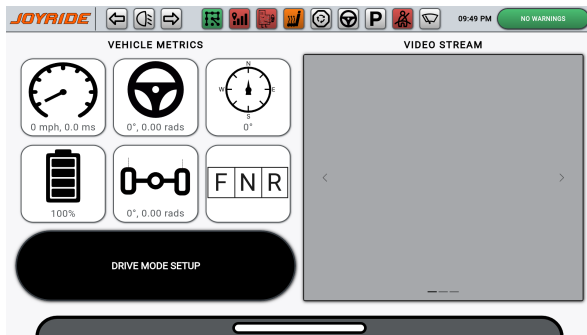 JOYRIDE
P
09:49 PM
NO WARNINGS
VEHICLE METRICS
VIDEO STREAM
0 mph, 0.0 ms
0°, 0.00 rads
N
W
E
S
0°
100%
0°, 0.00 rads
F N R
DRIVE MODE SETUP